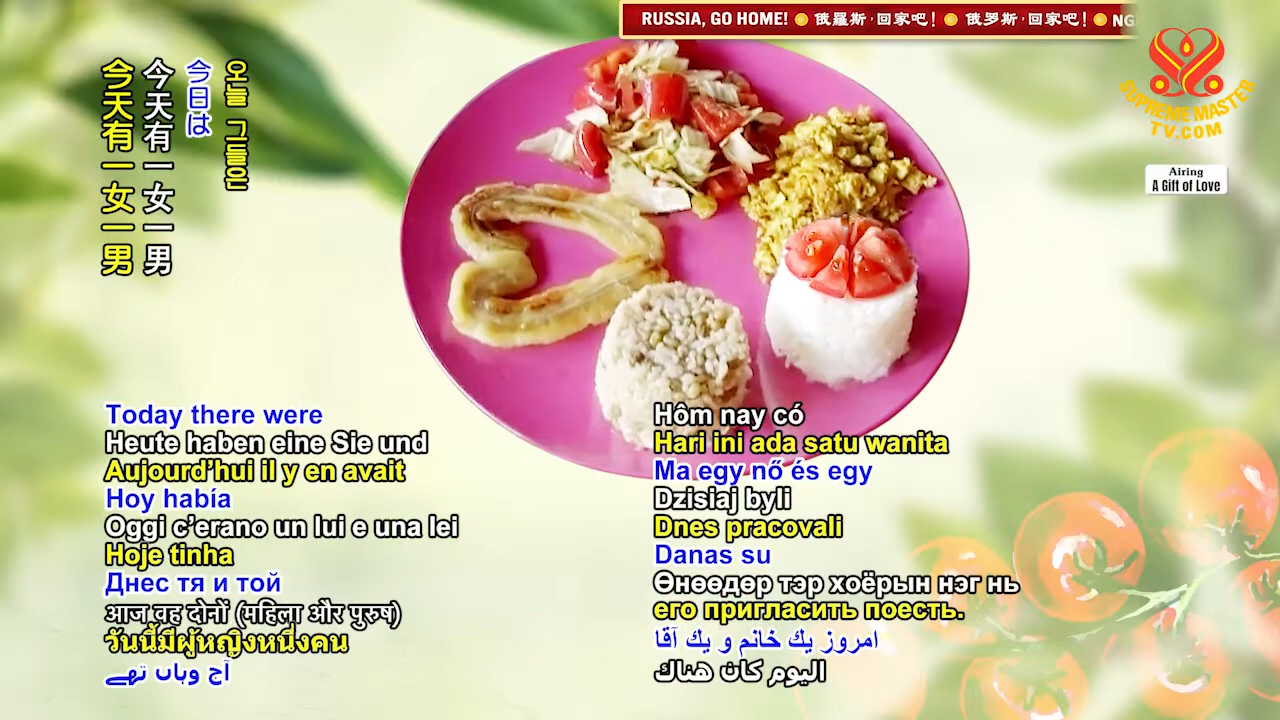 RUSSIA, GO HOME! 俄羅斯,回家吧! 俄罗斯,回家吧! NG
SUPREME MASTER
TV.COM
Airing
A Gift of Love
오늘 그들은
今日は
今天有一女一男
今天有一女一男
Today there were
Heute haben eine Sie und
Aujourd'hui il y en avait
Hoy había
Oggi c'erano un lui e una lei
Hoje tinha
Днес тя и той
आज वह दोनों (महिला और पुरुष)
วันนี้มีผู้หญิงหนึ่งคน
آج وہاں تھے
Hôm nay có
Hari ini ada satu wanita
Ma egy nő és egy
Dzisiaj byli
Dnes pracovali
Danas su
Өнөөдөр тэр хоёрын нэг нь
его пригласить поесть.
امروز يك خانم و يك آقا
اليوم كان هناك